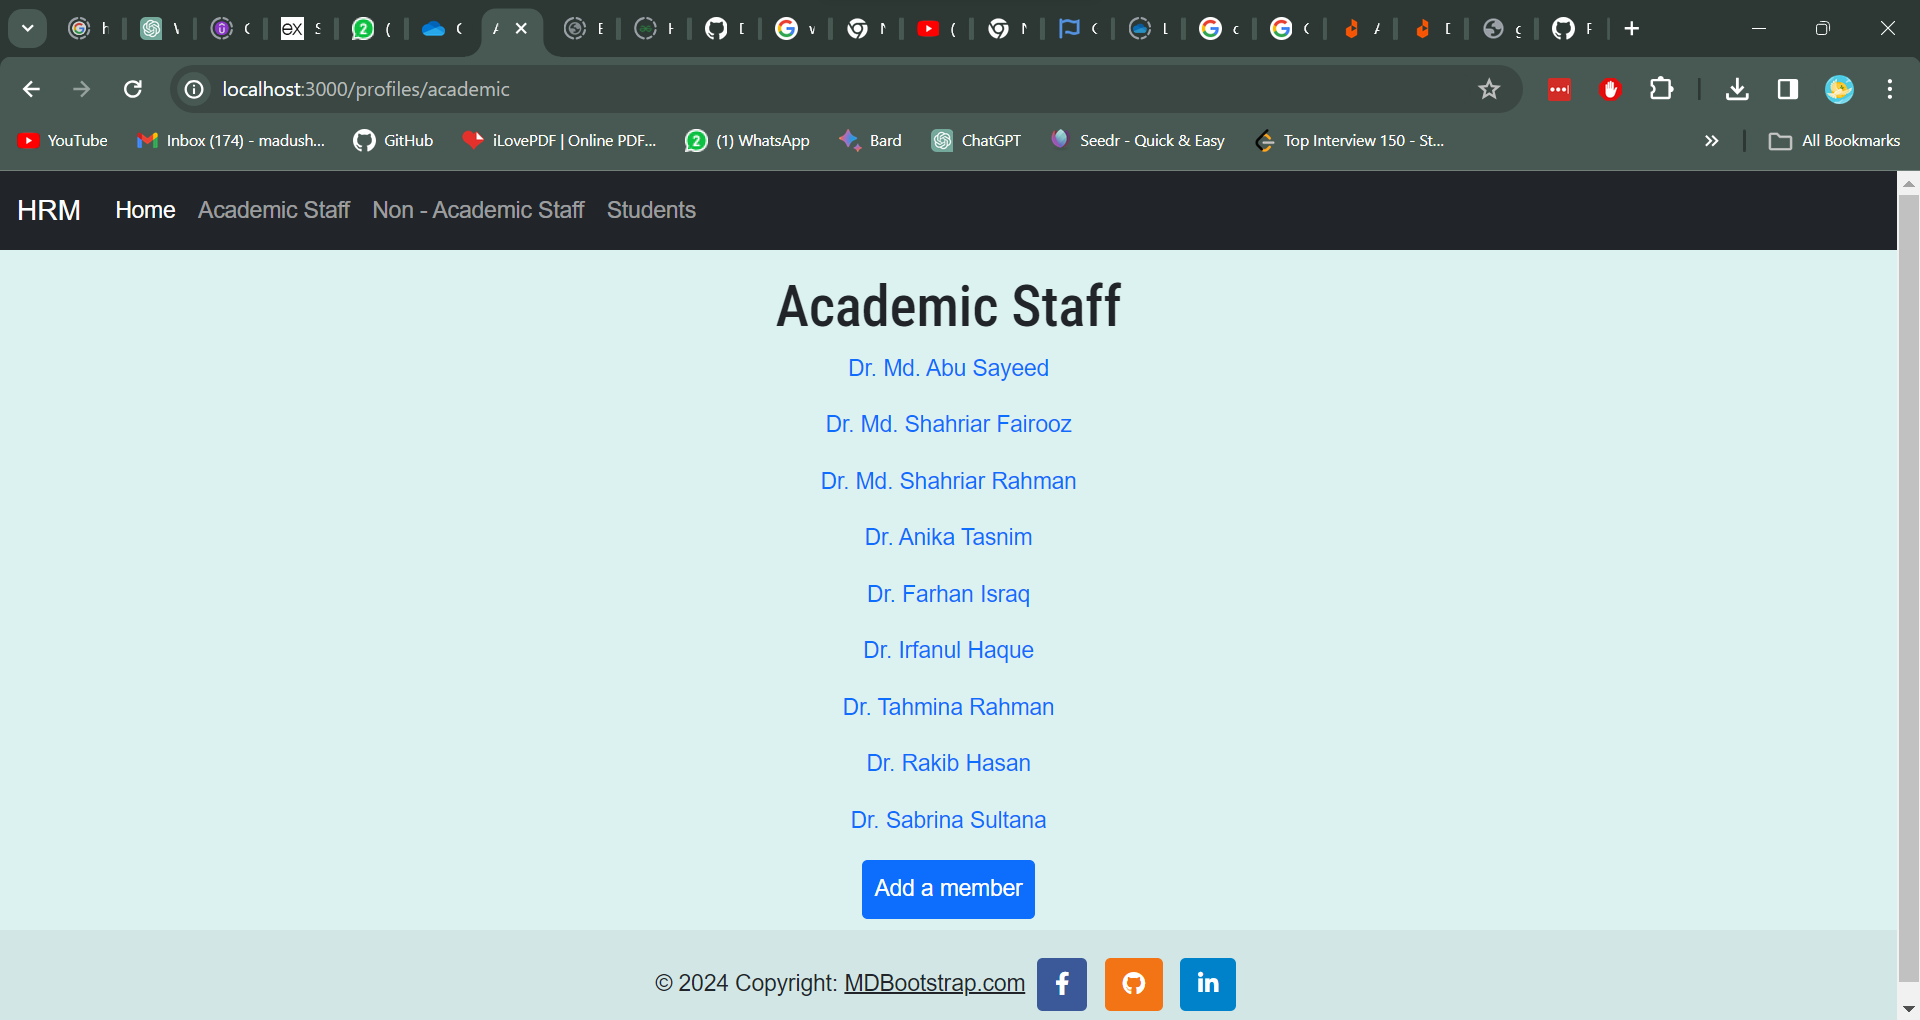 localhost:3000/profiles/academic
YouTube Inbox (174) - madush... GitHub iLovePDF | Online PDF... (1) WhatsApp Bard ChatGPT Seedr - Quick & Easy Top Interview 150 - St... All Bookmarks
HRM Home Academic Staff Non - Academic Staff Students
Academic Staff
Dr. Md. Abu Sayeed
Dr. Md. Shahriar Fairooz
Dr. Md. Shahriar Rahman
Dr. Anika Tasnim
Dr. Farhan Israq
Dr. Irfanul Haque
Dr. Tahmina Rahman
Dr. Rakib Hasan
Dr. Sabrina Sultana
Add a member
© 2024 Copyright: MDBootstrap.com